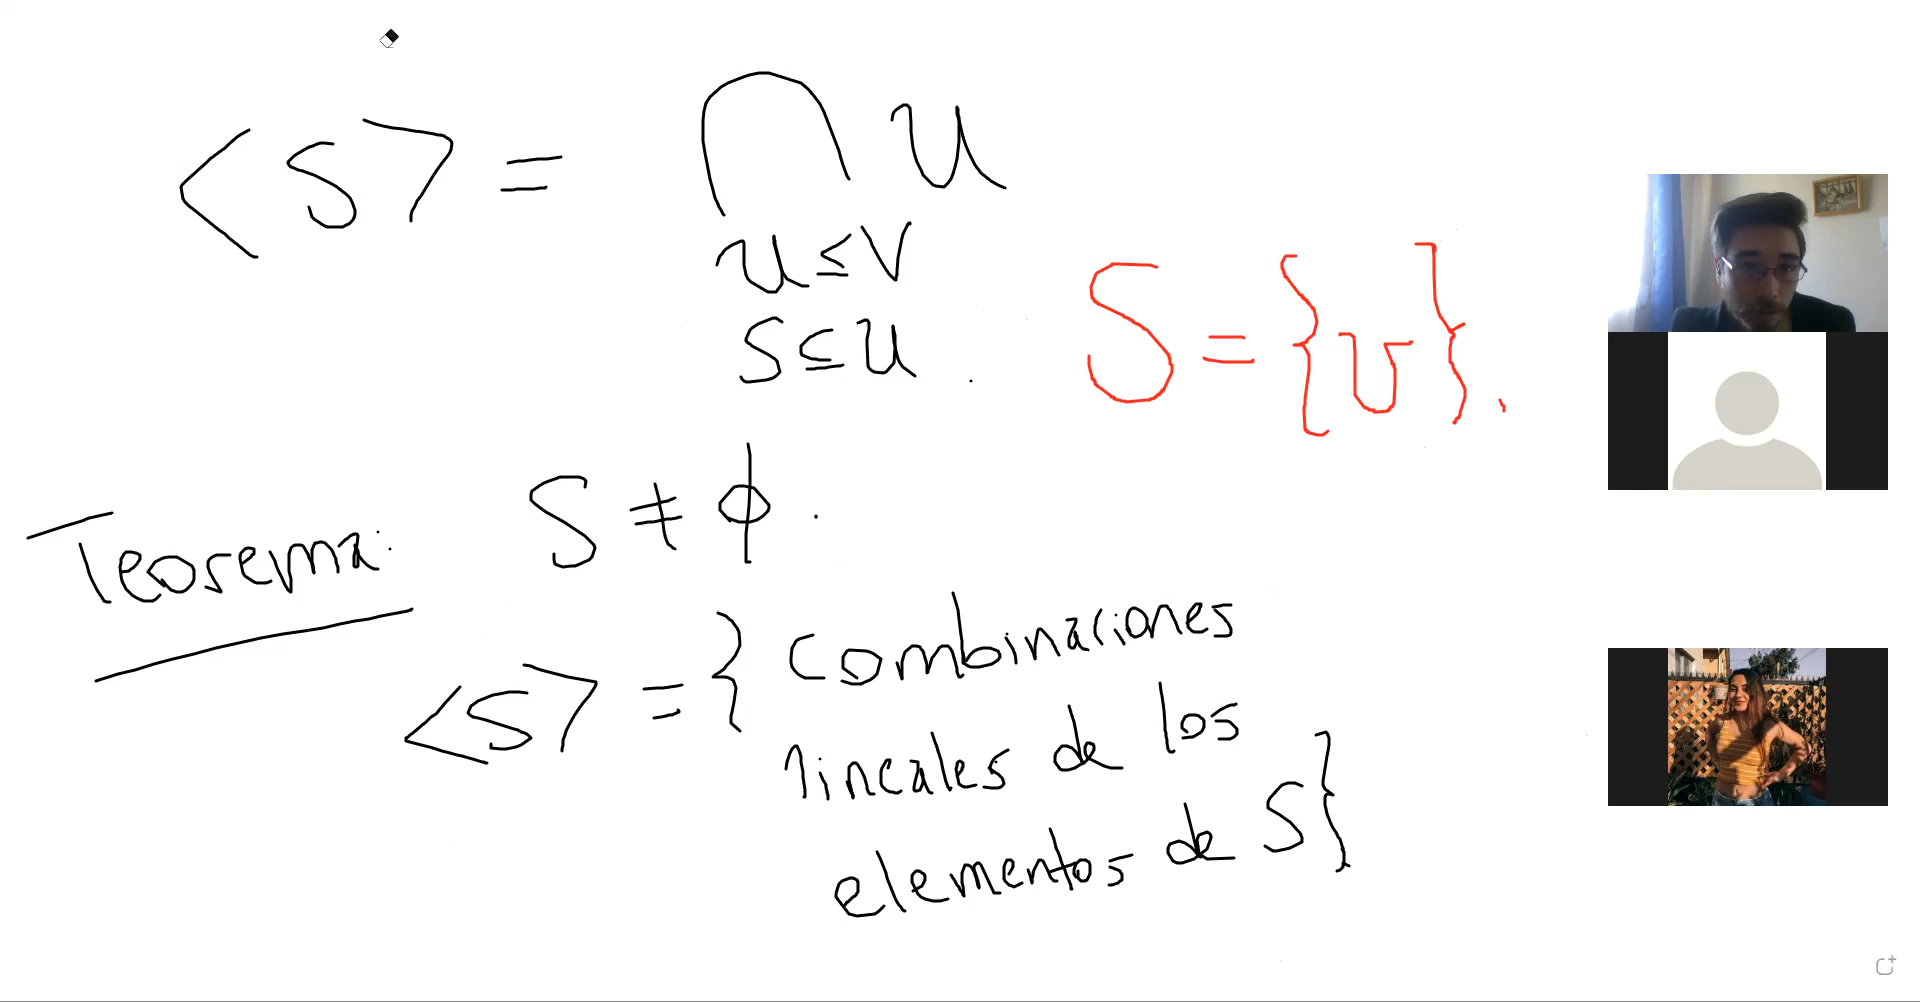 <S> = ⋂ U
U ≤ V
S ⊆ U .
S = {v}.
Teorema: S ≠ ϕ .
<S> = { Combinaciones
lineales de los
elementos de S }